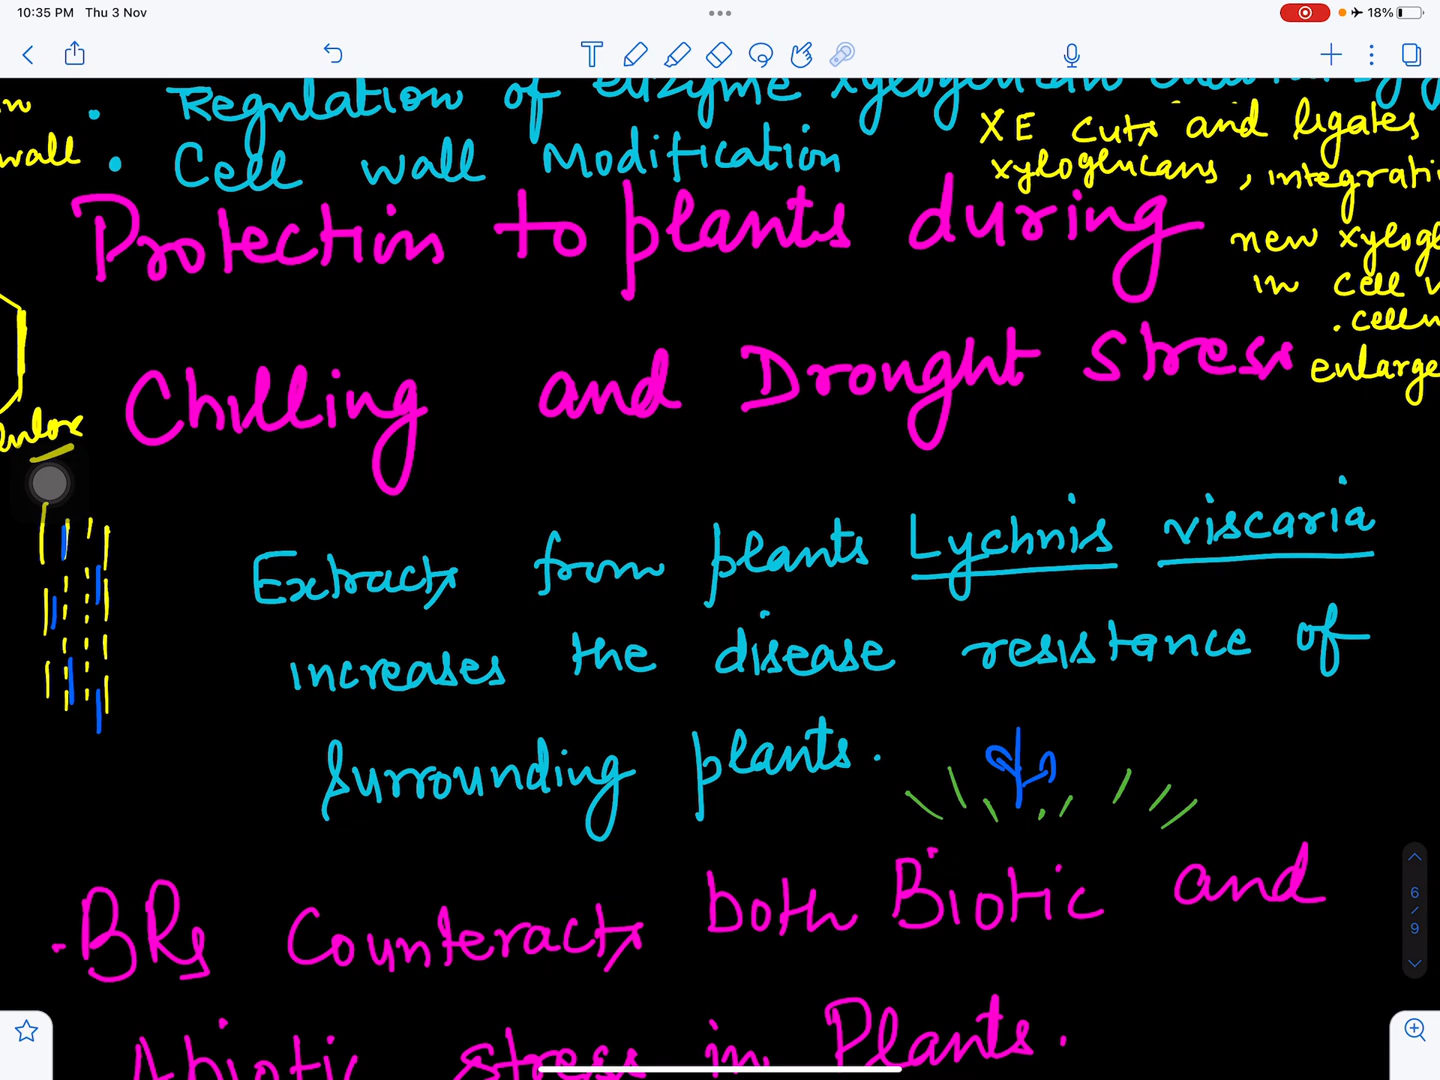 10:35 PM Thu 3 Nov
18%
Regulation of enzyme
wall
• Cell wall Modification
XE cuts and ligates
xyloglucans, integrati
new xylogl
in cell w
enlarge
Protection to plants during
Chilling and Drought Stress
Extracts from plants Lychnis viscaria
increases the disease resistance of
surrounding plants.
• BRs Counteracts both Biotic and
Abiotic stress in Plants.
6
/
9